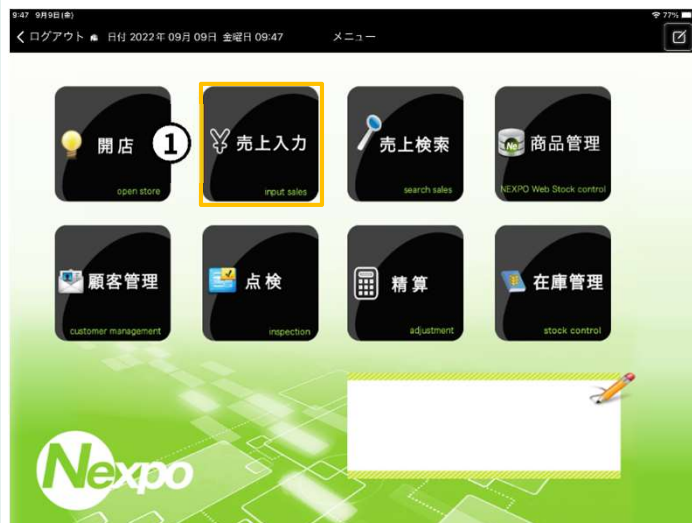 9:47 9月9日(金)
77%
ログアウト 日付 2022年 09月 09日 金曜日 09:47 メニュー
開店
open store
1
売上入力
input sales
売上検索
search sales
Ne
商品管理
NEXPO Web Stock control
顧客管理
customer management
点検
inspection
精算
adjustment
在庫管理
stock control
Nexpo